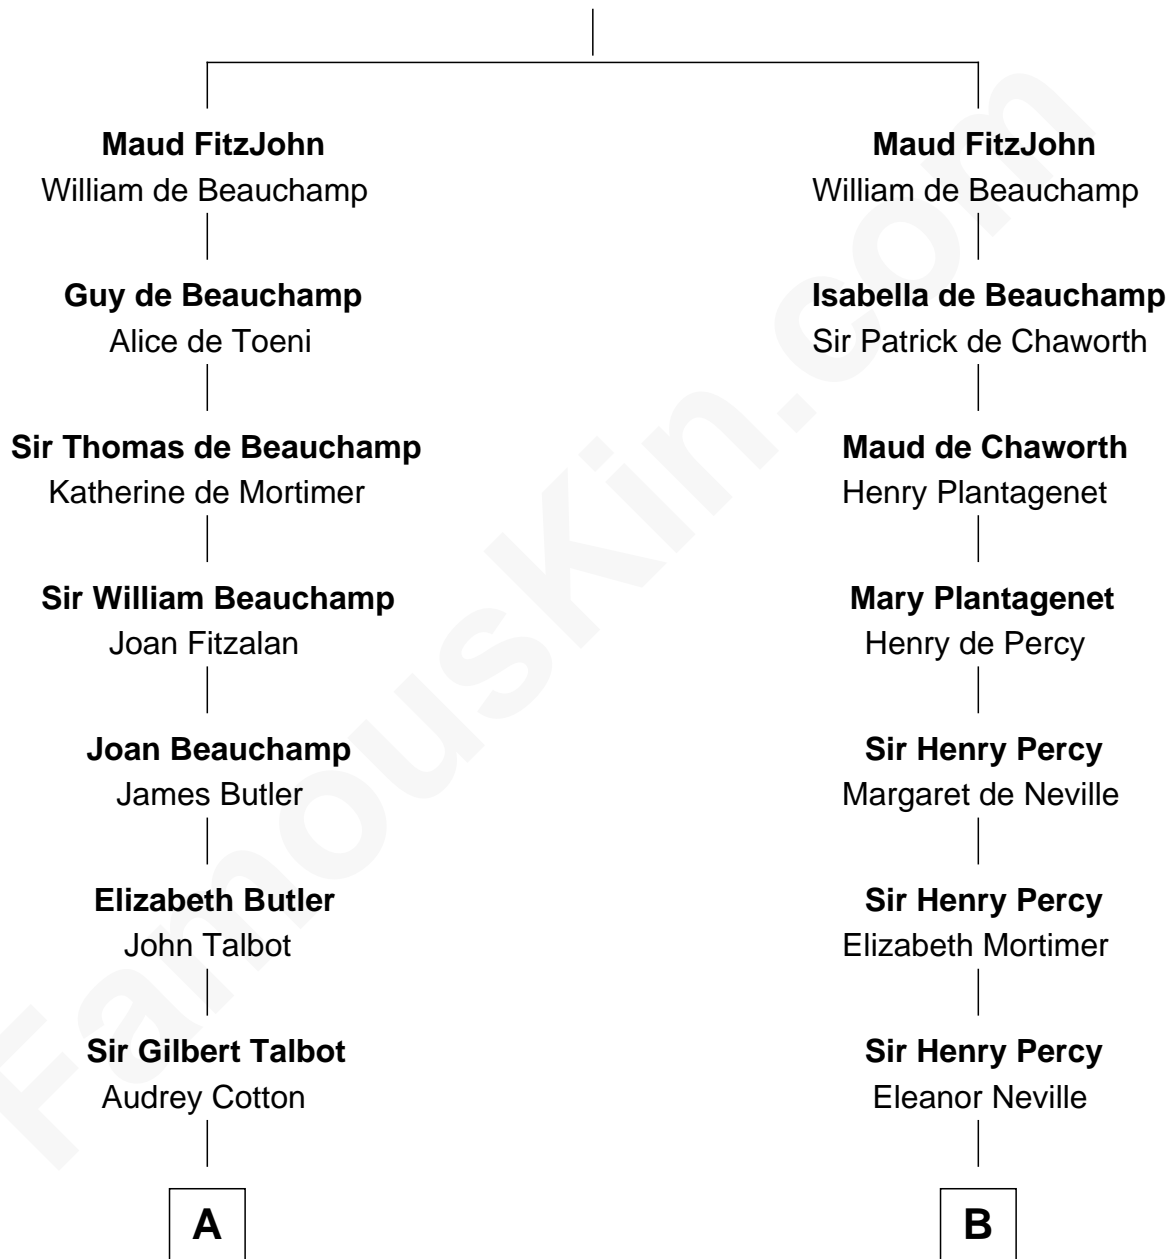 Maud FitzJohn
William de Beauchamp
Guy de Beauchamp
Alice de Toeni
Sir Thomas de Beauchamp
Katherine de Mortimer
Sir William Beauchamp
Joan Fitzalan
Joan Beauchamp
James Butler
Elizabeth Butler
John Talbot
Sir Gilbert Talbot
Audrey Cotton
A
Maud FitzJohn
William de Beauchamp
Isabella de Beauchamp
Sir Patrick de Chaworth
Maud de Chaworth
Henry Plantagenet
Mary Plantagenet
Henry de Percy
Sir Henry Percy
Margaret de Neville
Sir Henry Percy
Elizabeth Mortimer
Sir Henry Percy
Eleanor Neville
B
FamousKin.com